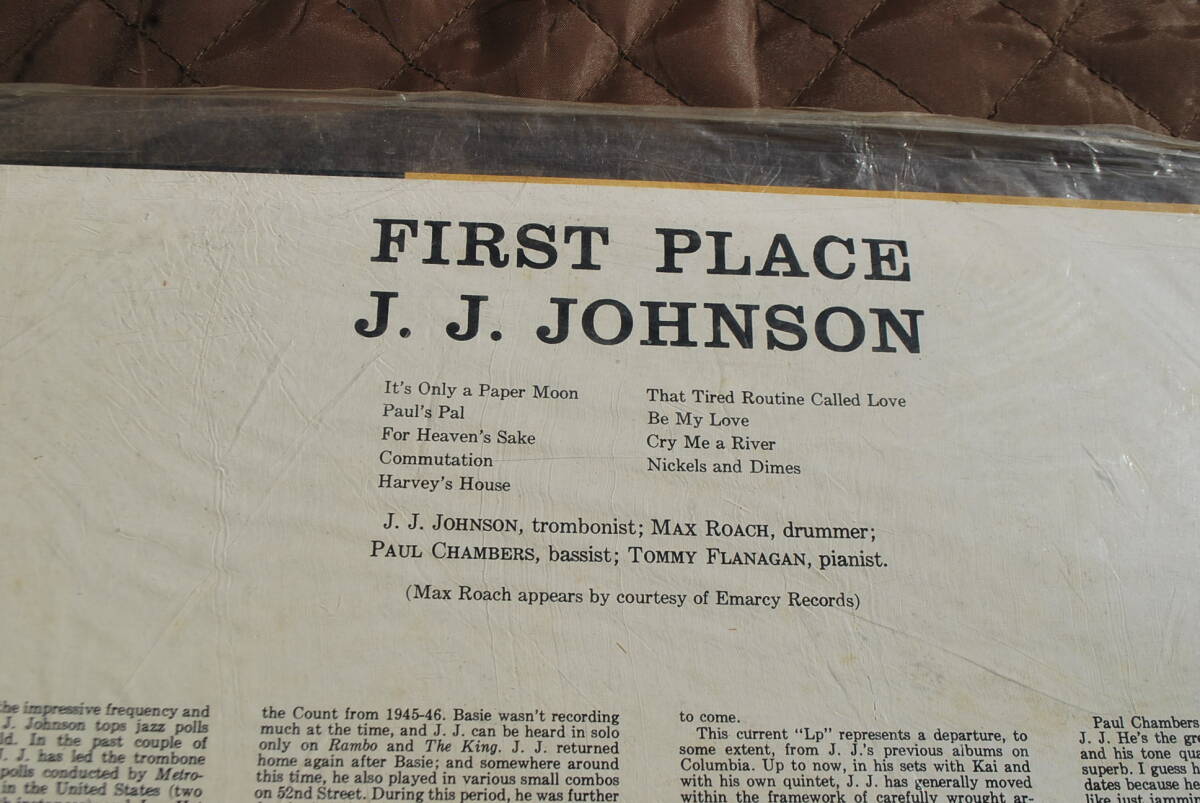 FIRST PLACE
J. J. JOHNSON
It's Only a Paper Moon
Paul's Pal
For Heaven's Sake
Commutation
Harvey's House
That Tired Routine Called Love
Be My Love
Cry Me a River
Nickels and Dimes
J. J. JOHNSON, trombonist; MAX ROACH, drummer;
PAUL CHAMBERS, bassist; TOMMY FLANAGAN, pianist.
(Max Roach appears by courtesy of Emarcy Records)
the impressive frequency and
J. Johnson tops jazz polls
ld. In the past couple of
J. has led the trombone
polls conducted by Metro-
in the United States (two
the Count from 1945-46. Basie wasn't recording
much at the time, and J. J. can be heard in solo
only on Rambo and The King. J. J. returned
home again after Basie; and somewhere around
this time, he also played in various small combos
on 52nd Street. During this period, he was further
to come.
This current "Lp" represents a departure, to
some extent, from J. J.'s previous albums on
Columbia. Up to now, in his sets with Kai and
with his own quintet, J. J. has generally moved
within the framework of carefully wrought ar-
Paul Chambers
J. J. He's the gre
and his tone qua
superb. I guess h
dates because he
like just jammi